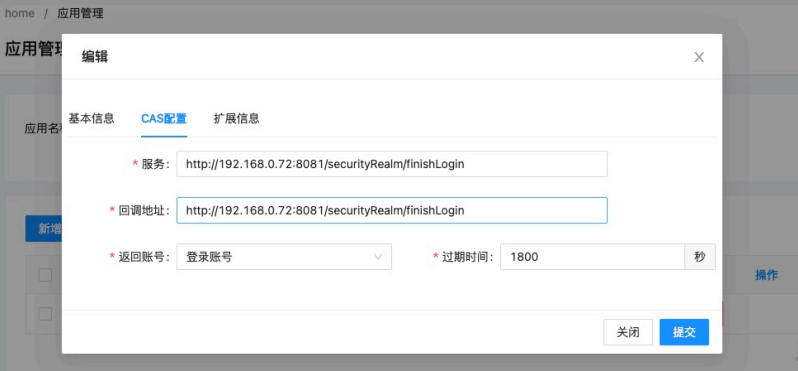 home / 应用管理
应用管
编辑
基本信息 CAS配置 扩展信息
应用名
* 服务: http://192.168.0.72:8081/securityRealm/finishLogin
* 回调地址: http://192.168.0.72:8081/securityRealm/finishLogin
新增
* 返回账号: 登录账号 * 过期时间: 1800 秒
操作
关闭 提交